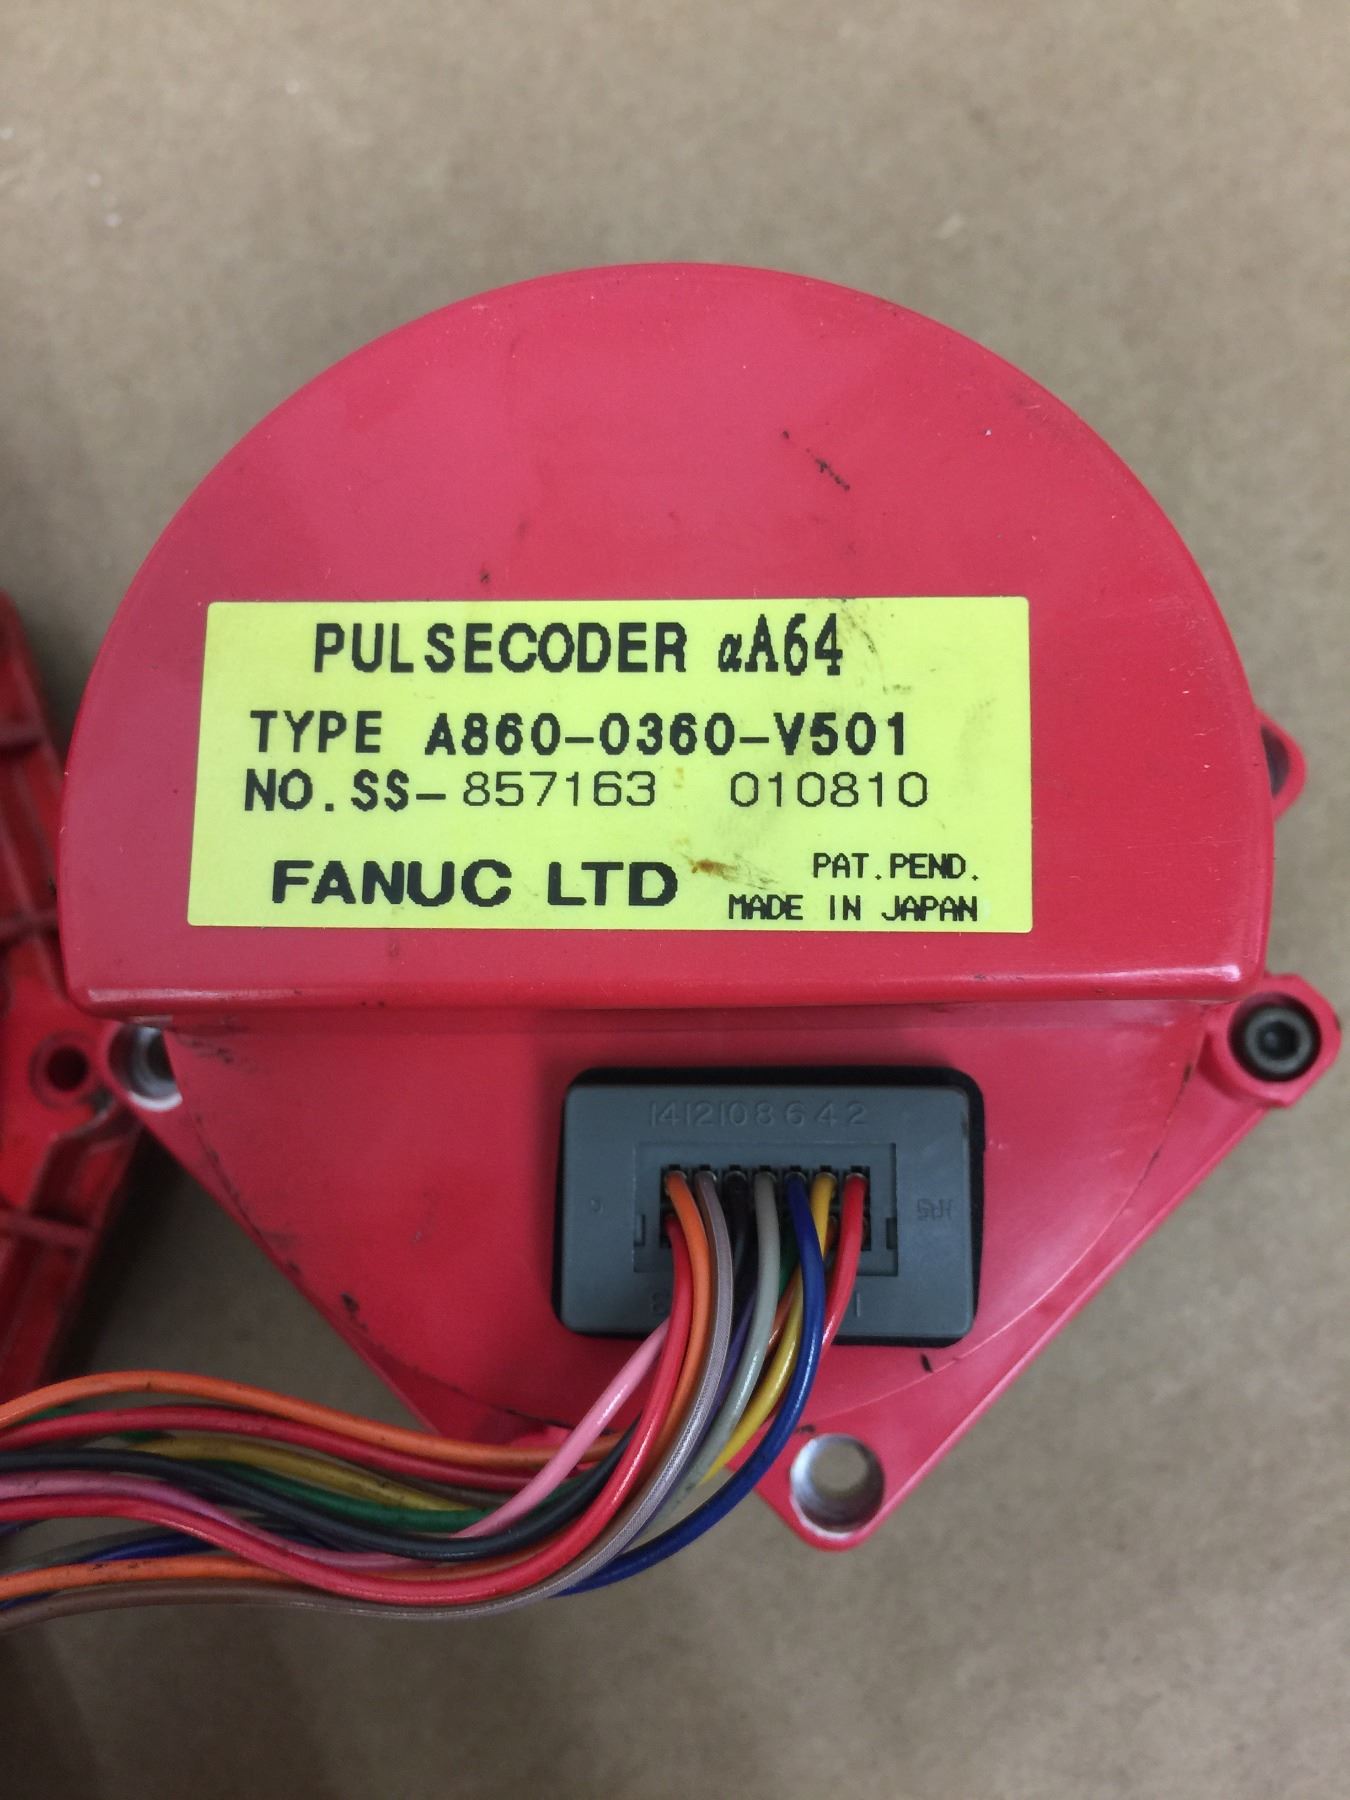 PULSECODER αA64
TYPE A860-0360-V501
NO.SS-857163 010810
FANUC LTD
PAT.PEND.
MADE IN JAPAN
14 12 10 8 6 4 2
1